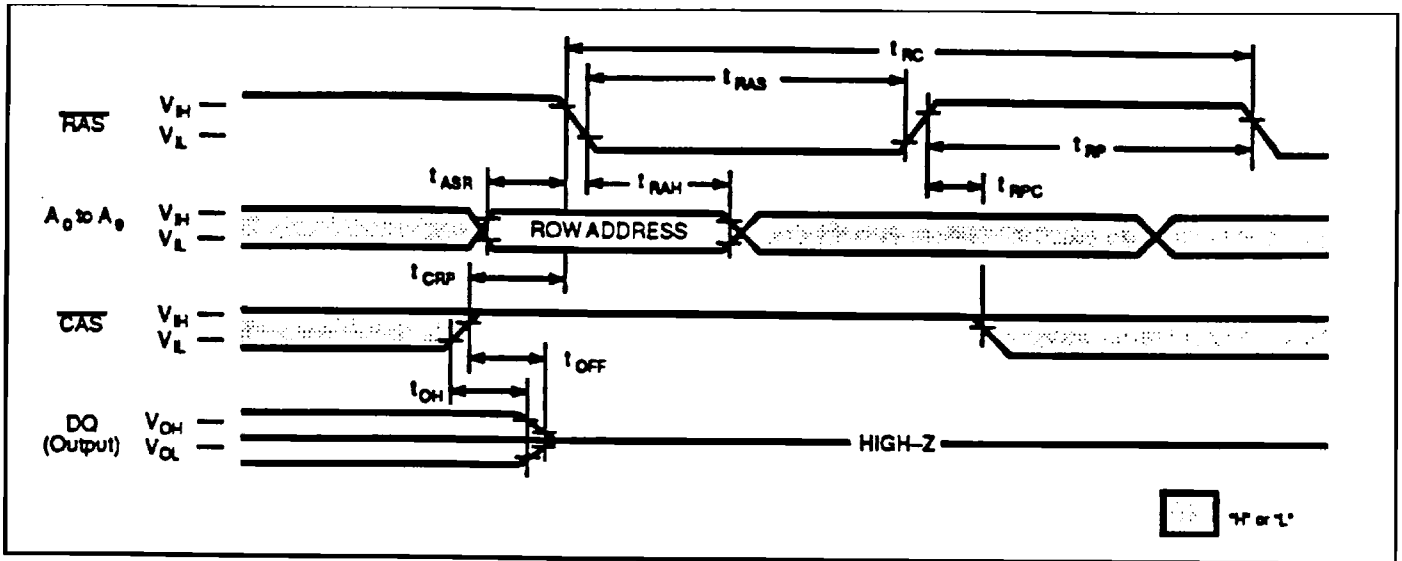 t RC
t RAS
RAS
V IH
V IL
t RP
t ASR
t RAH
t RPC
A 0 to A 9
V IH
V IL
ROW ADDRESS
t CRP
CAS
V IH
V IL
t OFF
t OH
DQ
(Output)
V OH
V OL
HIGH–Z
"H" or "L"